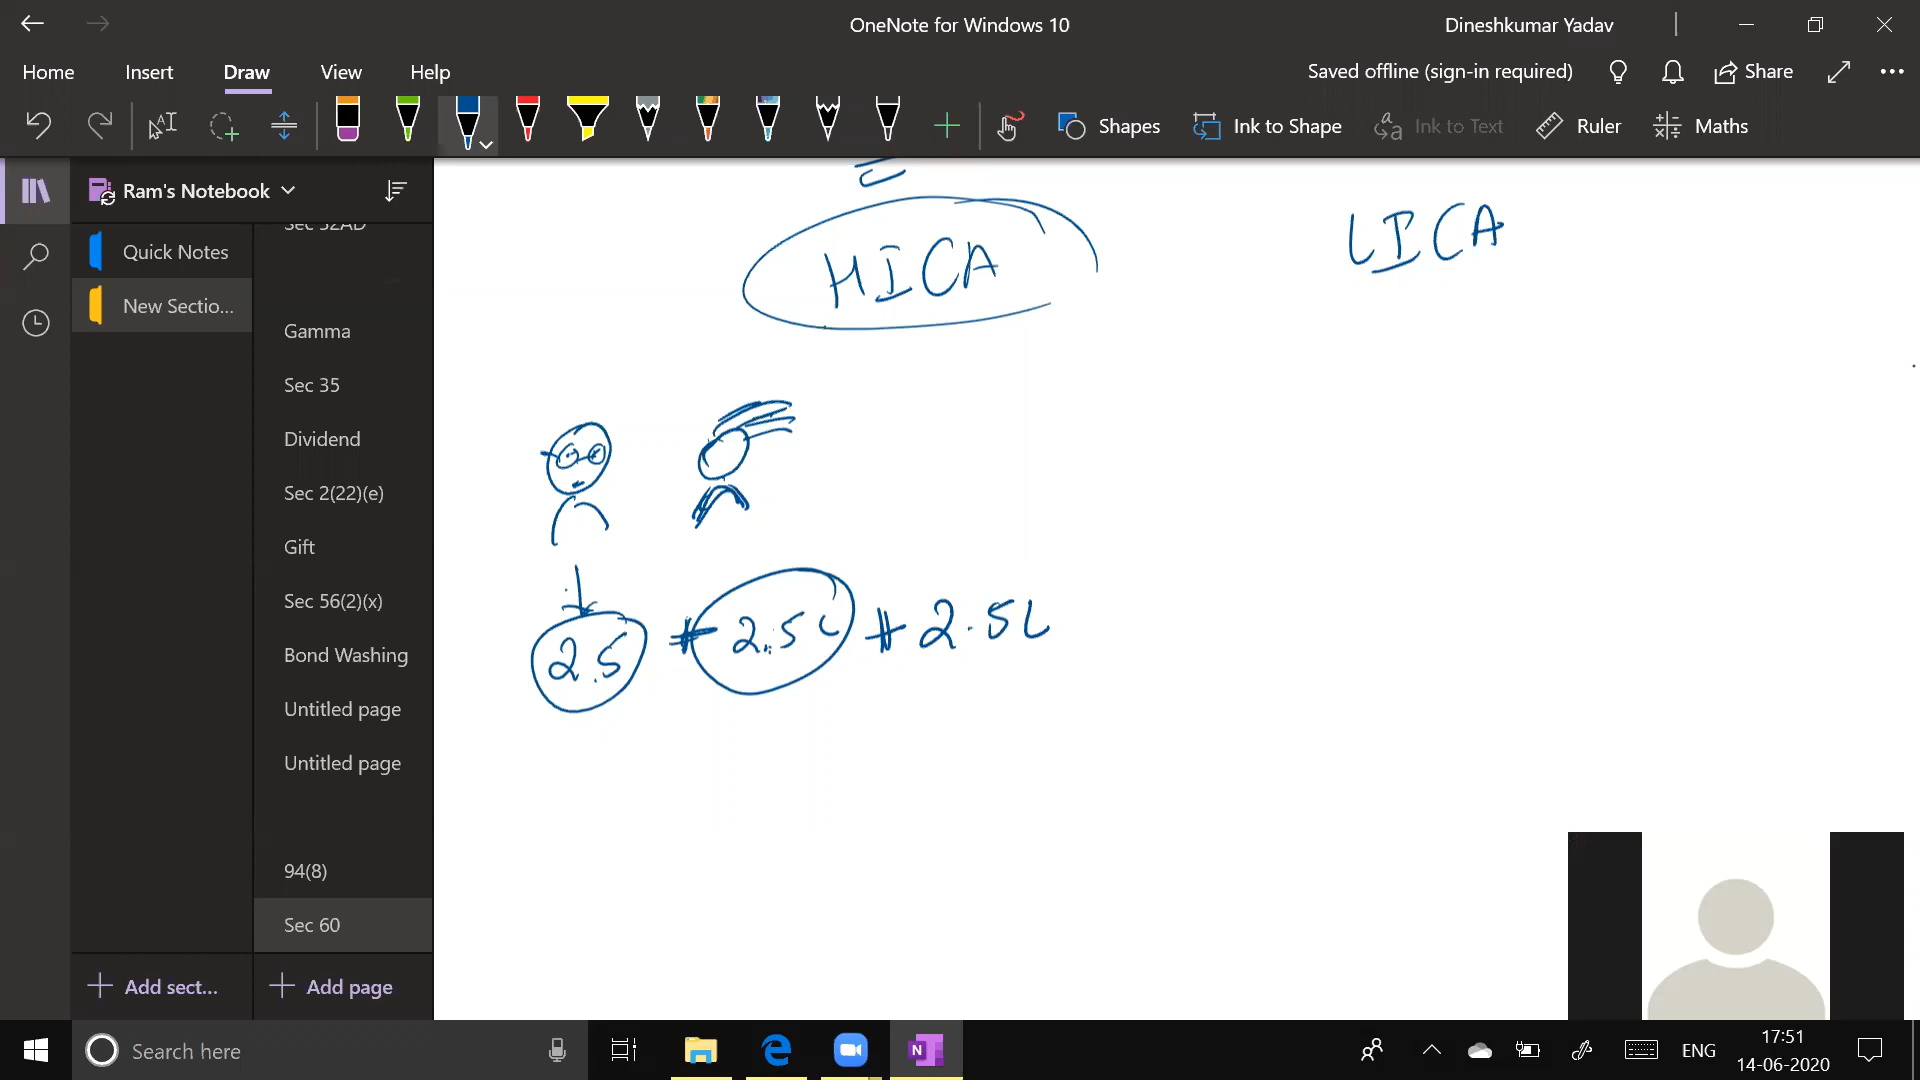 OneNote for Windows 10
Dineshkumar Yadav
Home Insert Draw View Help
Saved offline (sign-in required)
Share
Shapes
Ink to Shape
Ink to Text
Ruler
Maths
Ram's Notebook
Quick Notes
New Sectio...
Gamma
Sec 35
Dividend
Sec 2(22)(e)
Gift
Sec 56(2)(x)
Bond Washing
Untitled page
Untitled page
94(8)
Sec 60
Add sect...
Add page
HICA
LICA
2.5 + 2.5L + 2.5L
Search here
ENG
17:51
14-06-2020